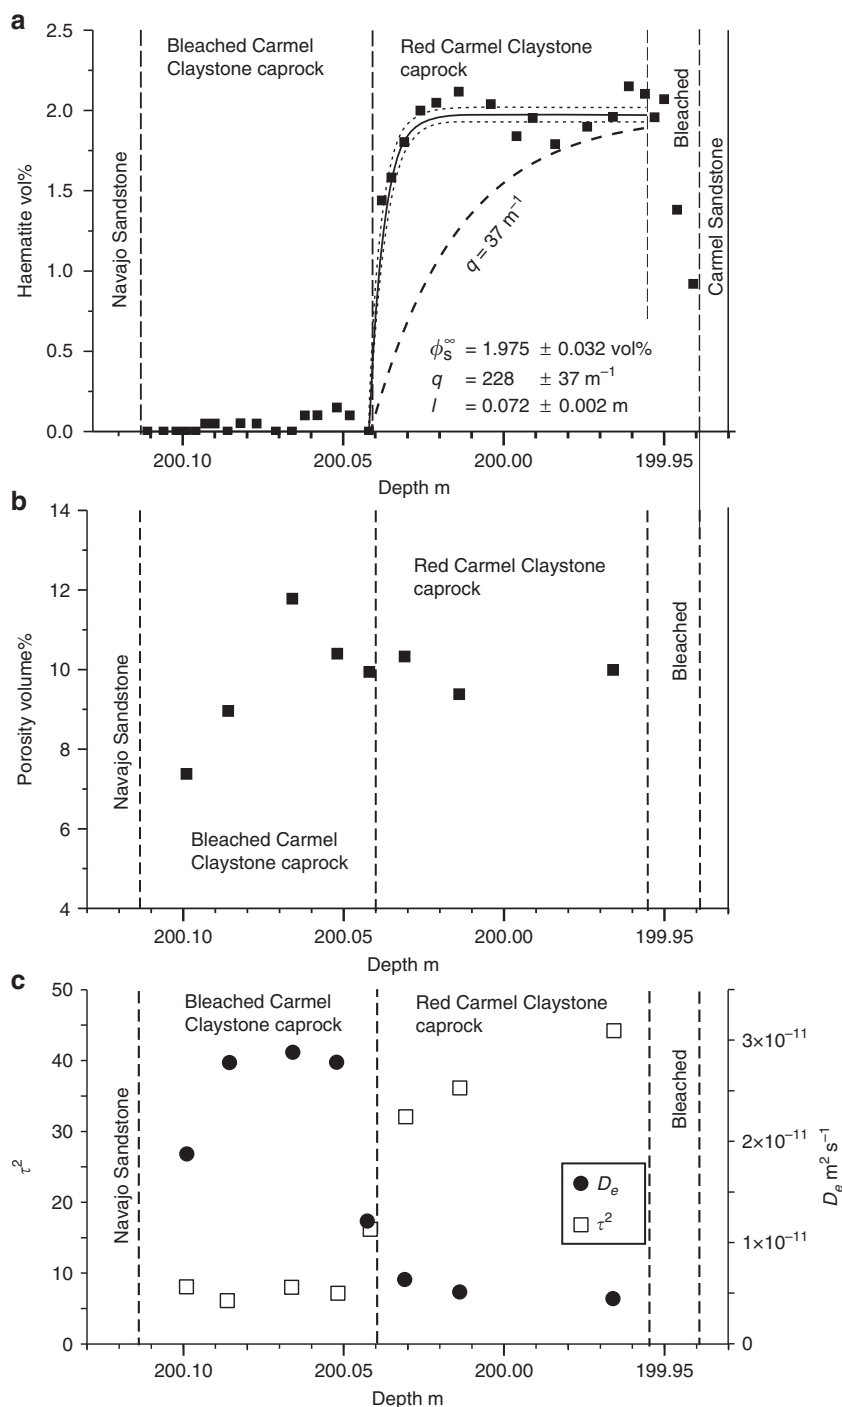 a
2.5
2.0
1.5
1.0
0.5
0.0
Haematite vol%
Navajo Sandstone
Bleached Carmel
Claystone caprock
Red Carmel Claystone
caprock
Bleached
Carmel Sandstone
q = 37 m⁻¹
ϕₛ^∞ = 1.975 ± 0.032 vol%
q = 228 ± 37 m⁻¹
l = 0.072 ± 0.002 m
200.10 200.05 200.00 199.95
Depth m
b
14
12
10
8
6
4
Porosity volume%
Navajo Sandstone
Red Carmel Claystone
caprock
Bleached
Bleached Carmel
Claystone caprock
200.10 200.05 200.00 199.95
Depth m
c
50
40
30
20
10
0
τ²
Navajo Sandstone
Bleached Carmel
Claystone caprock
Red Carmel Claystone
caprock
Bleached
Dₑ
τ²
3×10⁻¹¹
2×10⁻¹¹
1×10⁻¹¹
0
Dₑ m² s⁻¹
200.10 200.05 200.00 199.95
Depth m